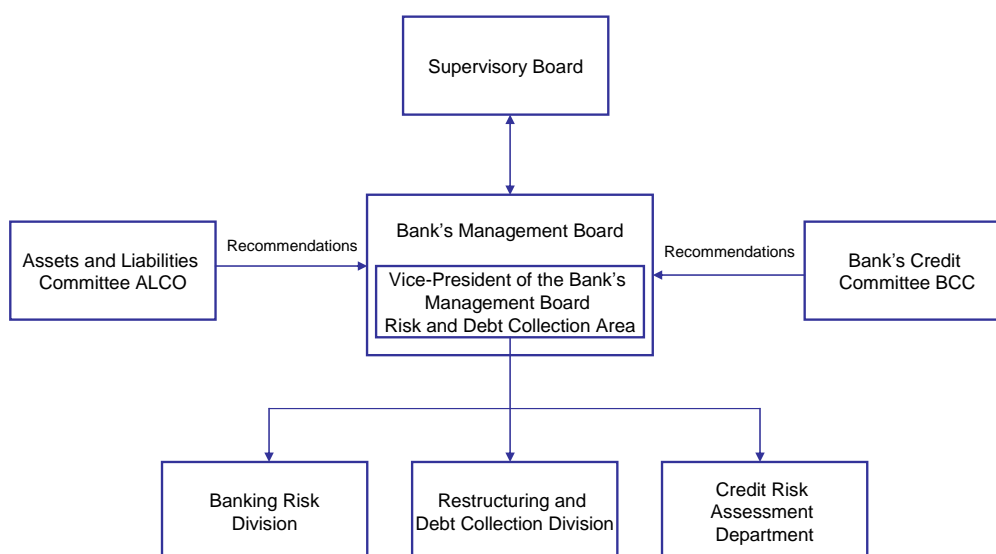 Supervisory Board
Bank’s Management Board
Recommendations
Recommendations
Assets and Liabilities
Committee ALCO
Vice-President of the Bank’s
Management Board
Risk and Debt Collection Area
Bank’s Credit
Committee BCC
Banking Risk
Division
Restructuring and
Debt Collection Division
Credit Risk
Assessment
Department